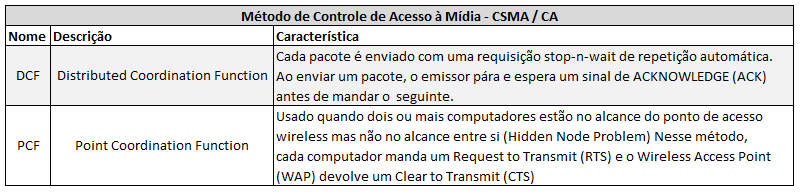 Método de Controle de Acesso à Mídia - CSMA / CA
Nome Descrição Característica
Cada pacote é enviado com uma requisição stop-n-wait de repetição automática.
DCF Distributed Coordination Function Ao enviar um pacote, o emissor pára e espera um sinal de ACKNOWLEDGE (ACK)
antes de mandar o seguinte.
Usado quando dois ou mais computadores estão no alcance do ponto de acesso
wireless mas não no alcance entre si (Hidden Node Problem) Nesse método,
PCF Point Coordination Function cada computador manda um Request to Transmit (RTS) e o Wireless Access Point
(WAP) devolve um Clear to Transmit (CTS)